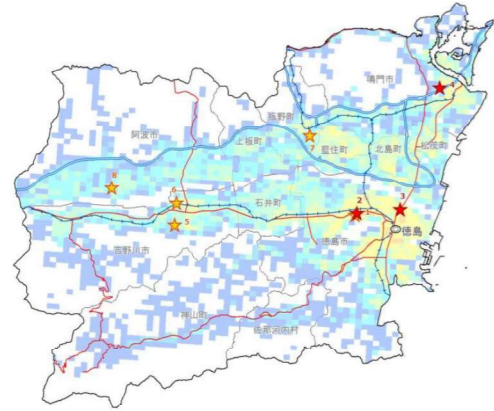 鳴門市
板野町
阿波市
上板町
藍住町
北島町
松茂町
7
8
6
石井町
2
3
1
5
徳島
徳島市
吉野川市
神山町
佐那河内村